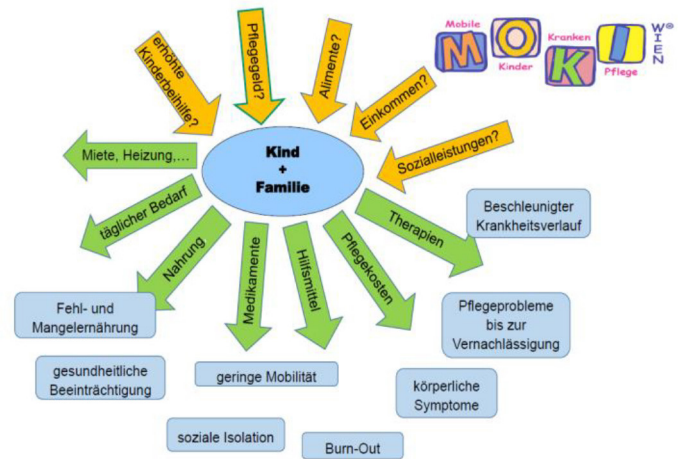 erhöhte
Kinderbeihilfe?
Pflegegeld?
Alimente?
Einkommen?
Sozialleistungen?
Mobile
MOKI
Kinder
Kranken
Pflege
WIEN®
Kind
+
Familie
Miete, Heizung,...
täglicher Bedarf
Nahrung
Medikamente
Hilfsmittel
Pflegekosten
Therapien
Beschleunigter
Krankheitsverlauf
Fehl- und
Mangelernährung
Pflegeprobleme
bis zur
Vernachlässigung
gesundheitliche
Beeinträchtigung
geringe Mobilität
körperliche
Symptome
soziale Isolation
Burn-Out